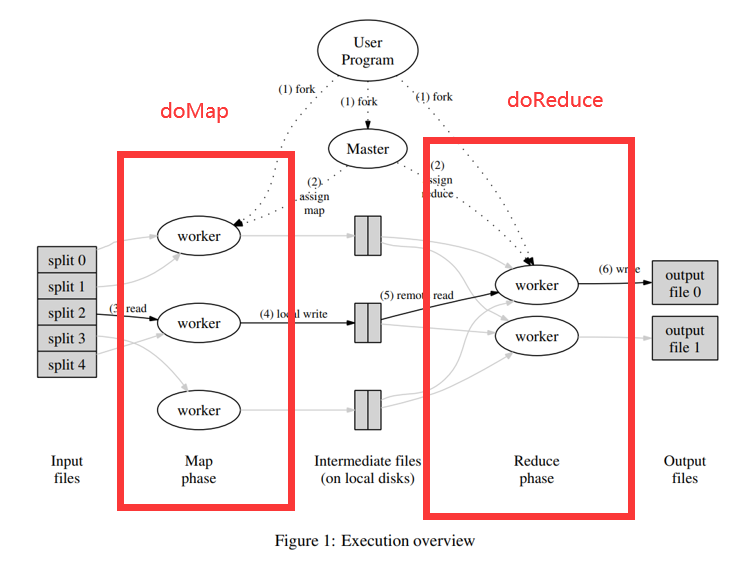 User
Program
(1) fork
(1) fork
(1) fork
doMap
doReduce
Master
(2)
assign
map
(2)
assign
reduce
worker
split 0
split 1
split 2
split 3
split 4
(3) read
worker
(4) local write
(5) remote read
worker
(6) write
output
file 0
worker
output
file 1
worker
Input
files
Map
phase
Intermediate files
(on local disks)
Reduce
phase
Output
files
Figure 1: Execution overview